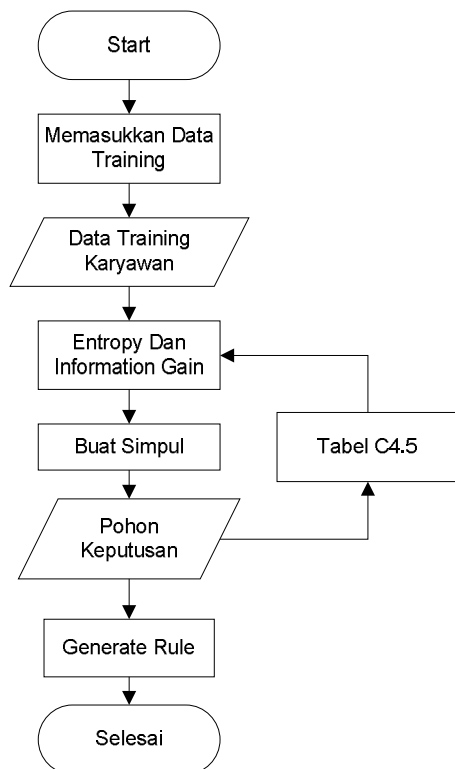 Start
Memasukkan Data
Training
Data Training
Karyawan
Entropy Dan
Information Gain
Buat Simpul
Tabel C4.5
Pohon
Keputusan
Generate Rule
Selesai